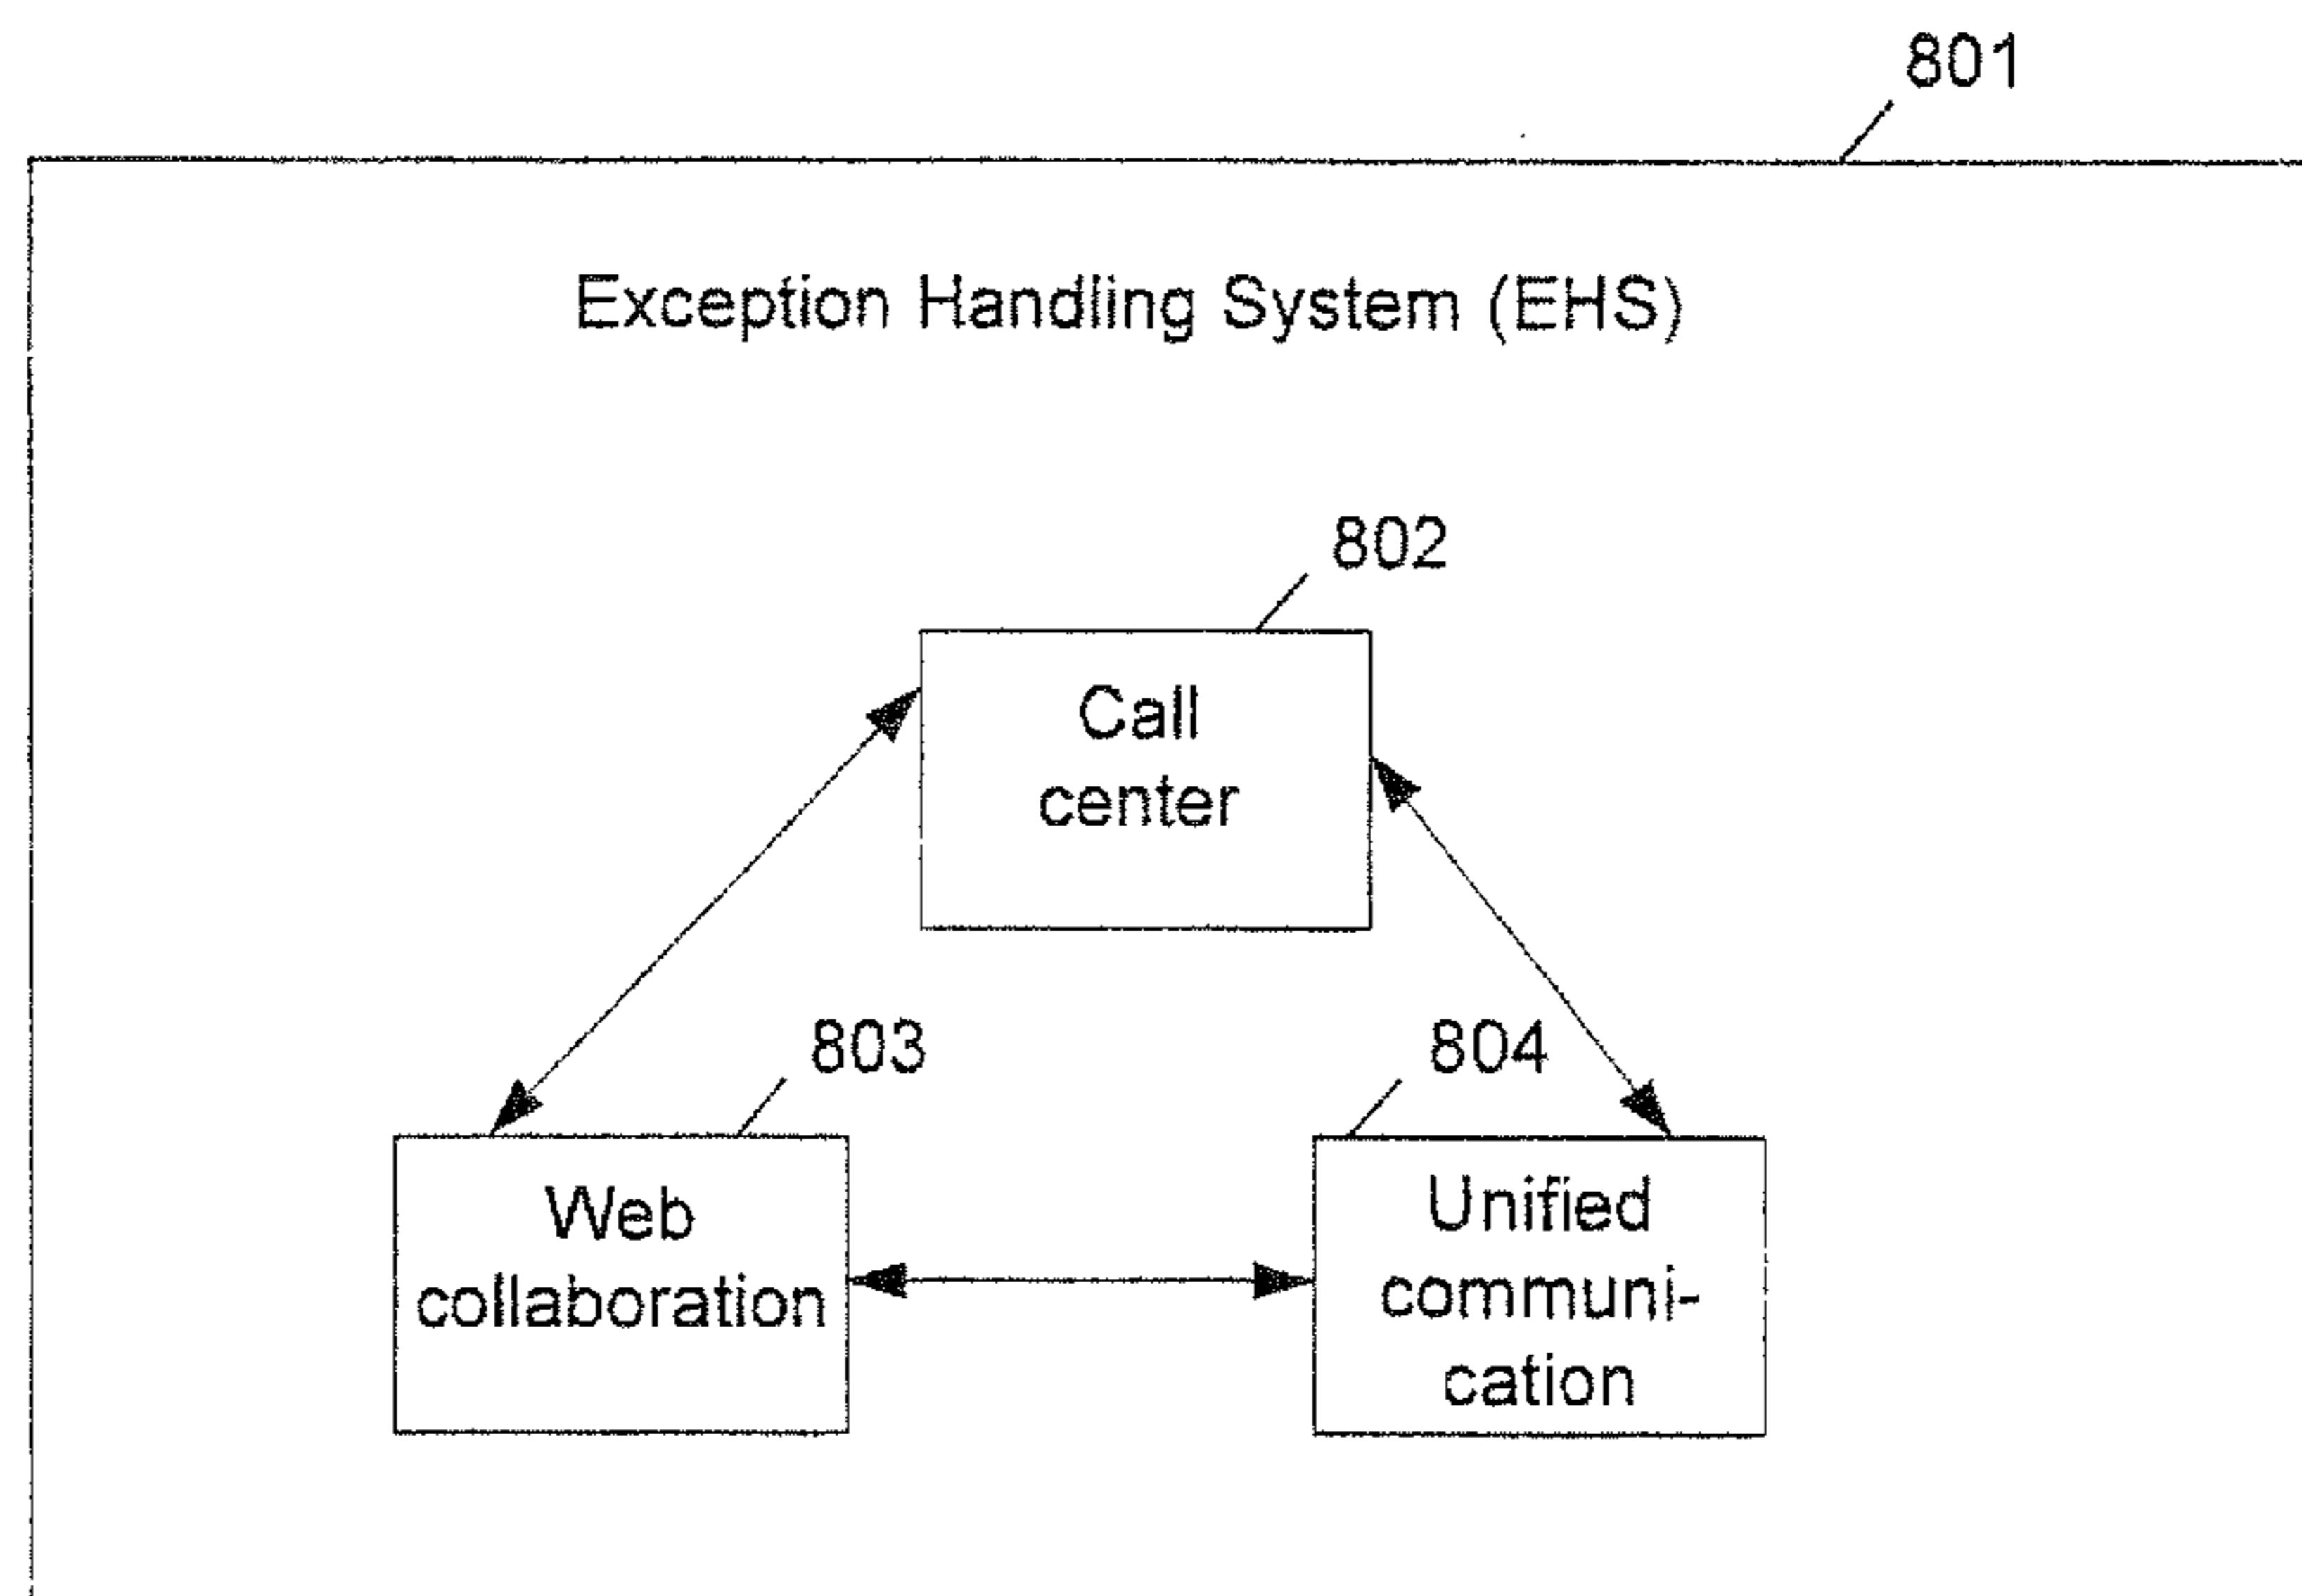 801
Exception Handling System (EHS)
802
Call
center
803
804
Web
collaboration
Unified
communi-
cation